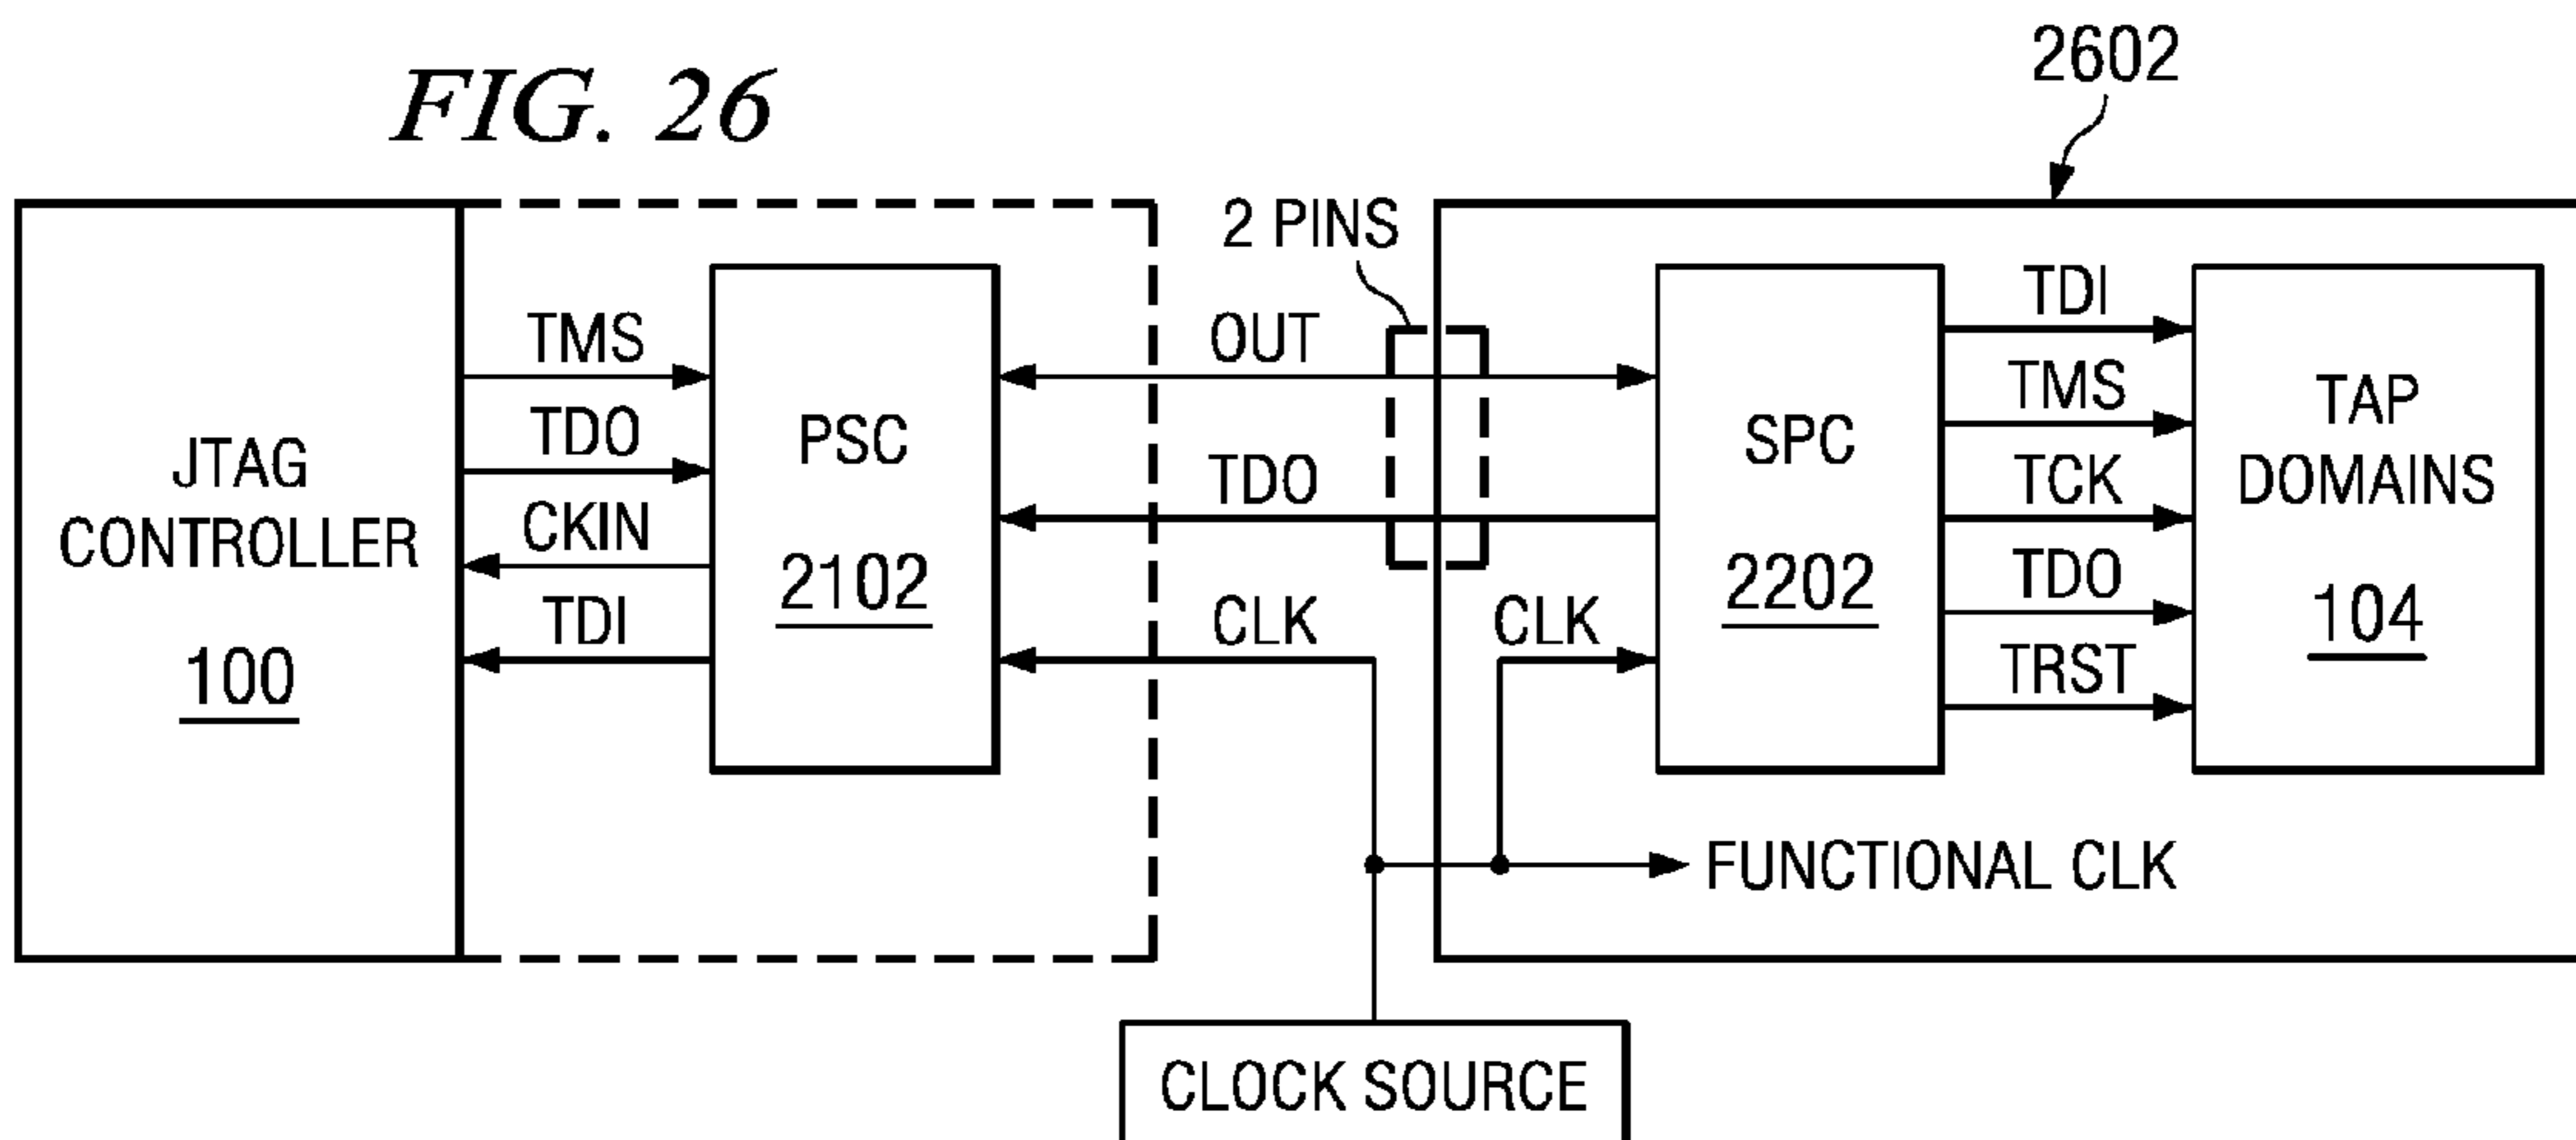 FIG. 26
2602
2 PINS
JTAG
CONTROLLER
100
TMS
TDO
CKIN
TDI
PSC
2102
OUT
TDO
CLK
CLK
SPC
2202
TDI
TMS
TCK
TDO
TRST
TAP
DOMAINS
104
FUNCTIONAL CLK
CLOCK SOURCE